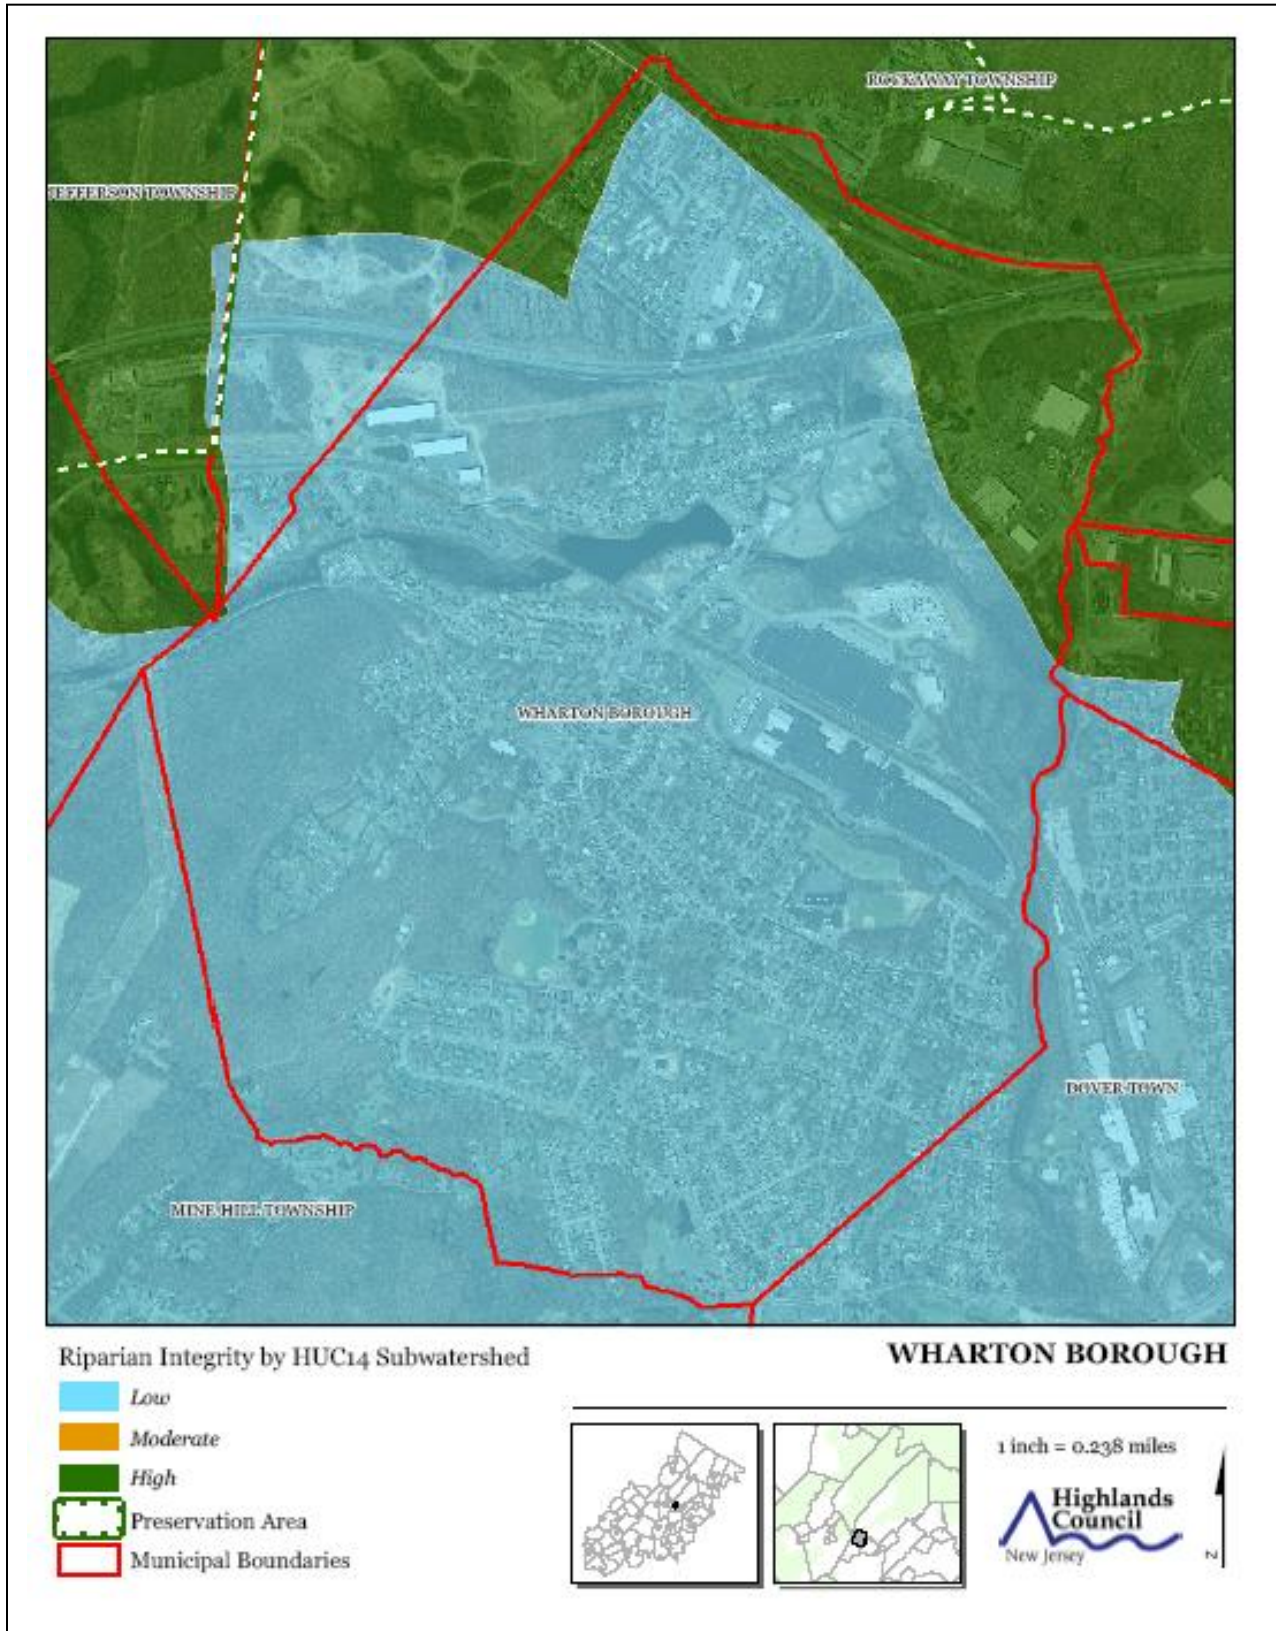 ROCKAWAY TOWNSHIP
JEFFERSON TOWNSHIP
WHARTON BOROUGH
DOVER TOWN
MINE HILL TOWNSHIP
Riparian Integrity by HUC14 Subwatershed
Low
Moderate
High
Preservation Area
Municipal Boundaries
WHARTON BOROUGH
1 inch = 0.238 miles
Highlands
Council
New Jersey
N